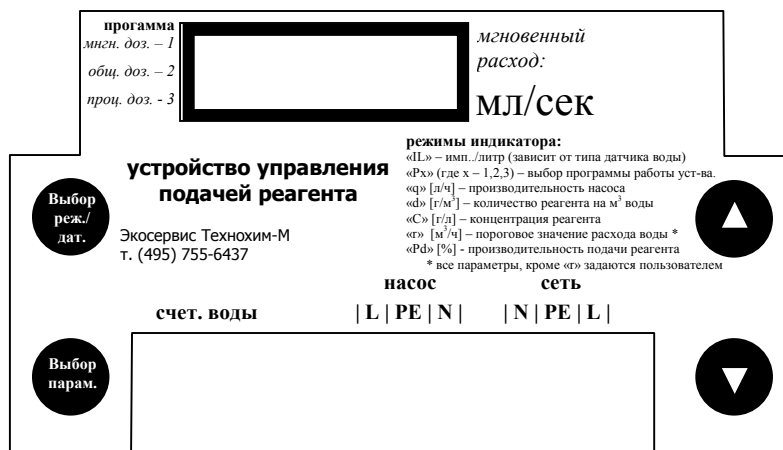 прогамма
мнгн. доз. – 1
общ. доз. – 2
проц. доз. - 3
мгновенный
расход:
мл/сек
режимы индикатора:
«IL» – имп../литр (зависит от типа датчика воды)
«Px» (где x – 1,2,3) – выбор программы работы уст-ва.
«q» [л/ч] – производительность насоса
«d» [г/м³] – количество реагента на м³ воды
«C» [г/л] – концентрация реагента
«r» [м³/ч] – пороговое значение расхода воды *
«Pd» [%] - производительность подачи реагента
* все параметры, кроме «r» задаются пользователем
устройство управления
подачей реагента
Экосервис Технохим-М
т. (495) 755-6437
Выбор
реж./
дат.
насос
сеть
счет. воды
| L | PE | N |
| N | PE | L |
Выбор
парам.